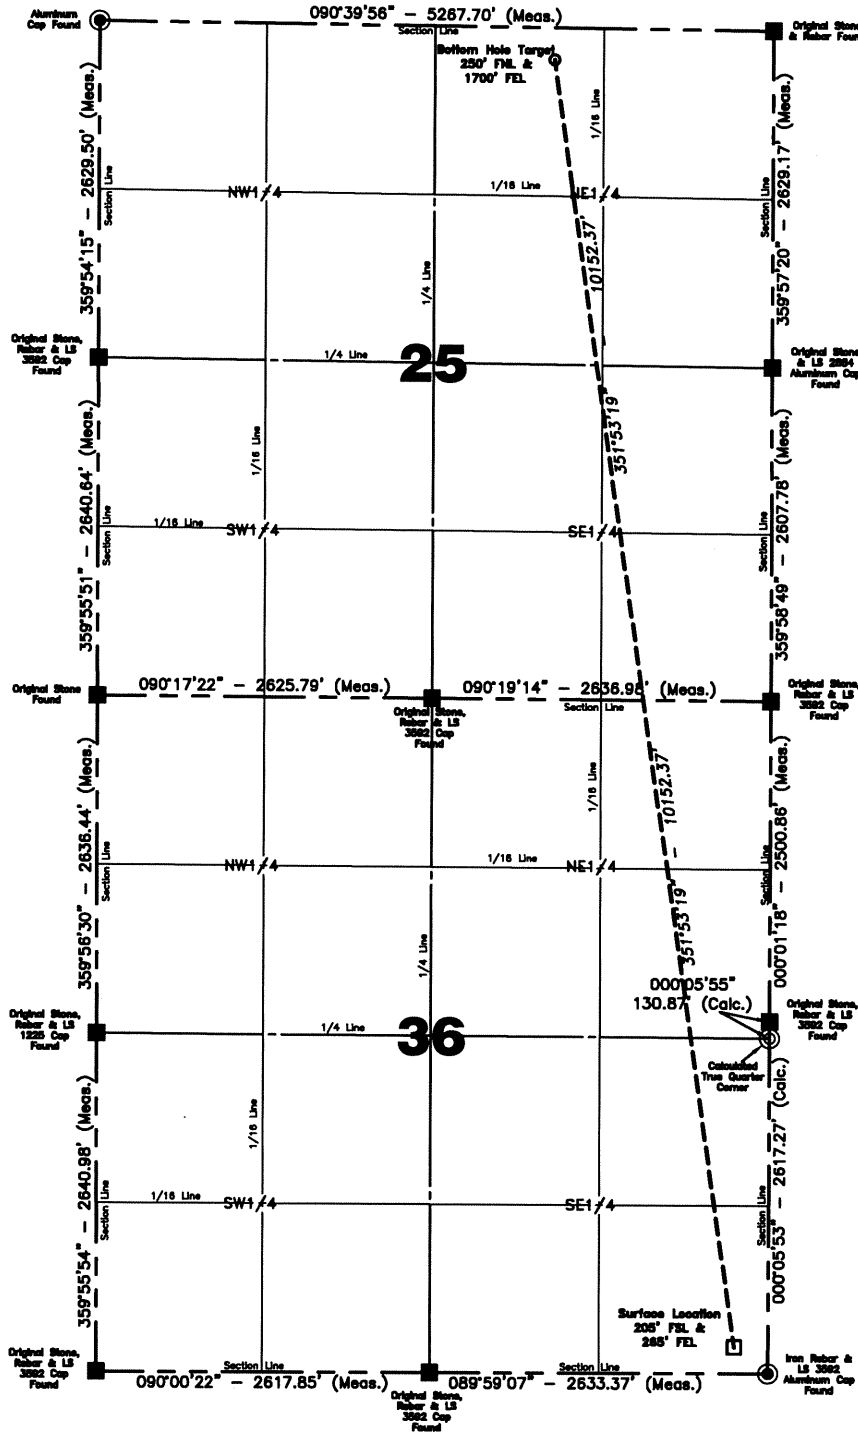 Aluminum
Cap Found
090°39'56" – 5267.70' (Meas.)
Section Line
Original Stone
& Rebar Found
Bottom Hole Target
250' FNL &
1700' FEL
359°54'15" – 2629.50' (Meas.)
Section Line
1/16 Line
359°57'20" – 2629.17' (Meas.)
Section Line
NW1/4
1/16 Line
NE1/4
10152.37'
1/4 Line
Original Stone,
Rebar & LS
3592 Cap
Found
1/4 Line
25
Original Stone
Aluminum Cap
Found
351°53'19"
359°55'51" – 2640.64' (Meas.)
Section Line
1/16 Line
359°58'49" – 2607.78' (Meas.)
Section Line
1/16 Line
SW1/4
SE1/4
Original Stone
Found
090°17'22" – 2625.79' (Meas.)
090°19'14" – 2636.98' (Meas.)
Section Line
Original Stone,
Rebar & LS
3592 Cap
Found
Original Stone,
Rebar & LS
3592 Cap
Found
359°56'30" – 2636.44' (Meas.)
Section Line
1/16 Line
351°53'19" – 10152.37'
000°01'18" – 2500.86' (Meas.)
Section Line
NW1/4
1/16 Line
NE1/4
1/4 Line
000°05'55"
130.87' (Calc.)
Original Stone,
Rebar & LS
1225 Cap
Found
1/4 Line
36
Original Stone,
Rebar & LS
3592 Cap
Found
Calculated
True Quarter
Corner
359°55'54" – 2640.98' (Meas.)
Section Line
1/16 Line
000°05'53" – 2617.27' (Calc.)
Section Line
1/16 Line
SW1/4
SE1/4
Surface Location
205' FSL &
285' FEL
Original Stone,
Rebar & LS
3592 Cap
Found
Section Line
090°00'22" – 2617.85' (Meas.)
Original Stone,
Rebar & LS
3592 Cap
Found
Section Line
089°59'07" – 2633.37' (Meas.)
Iron Rebar &
LS 3592
Aluminum Cap
Found